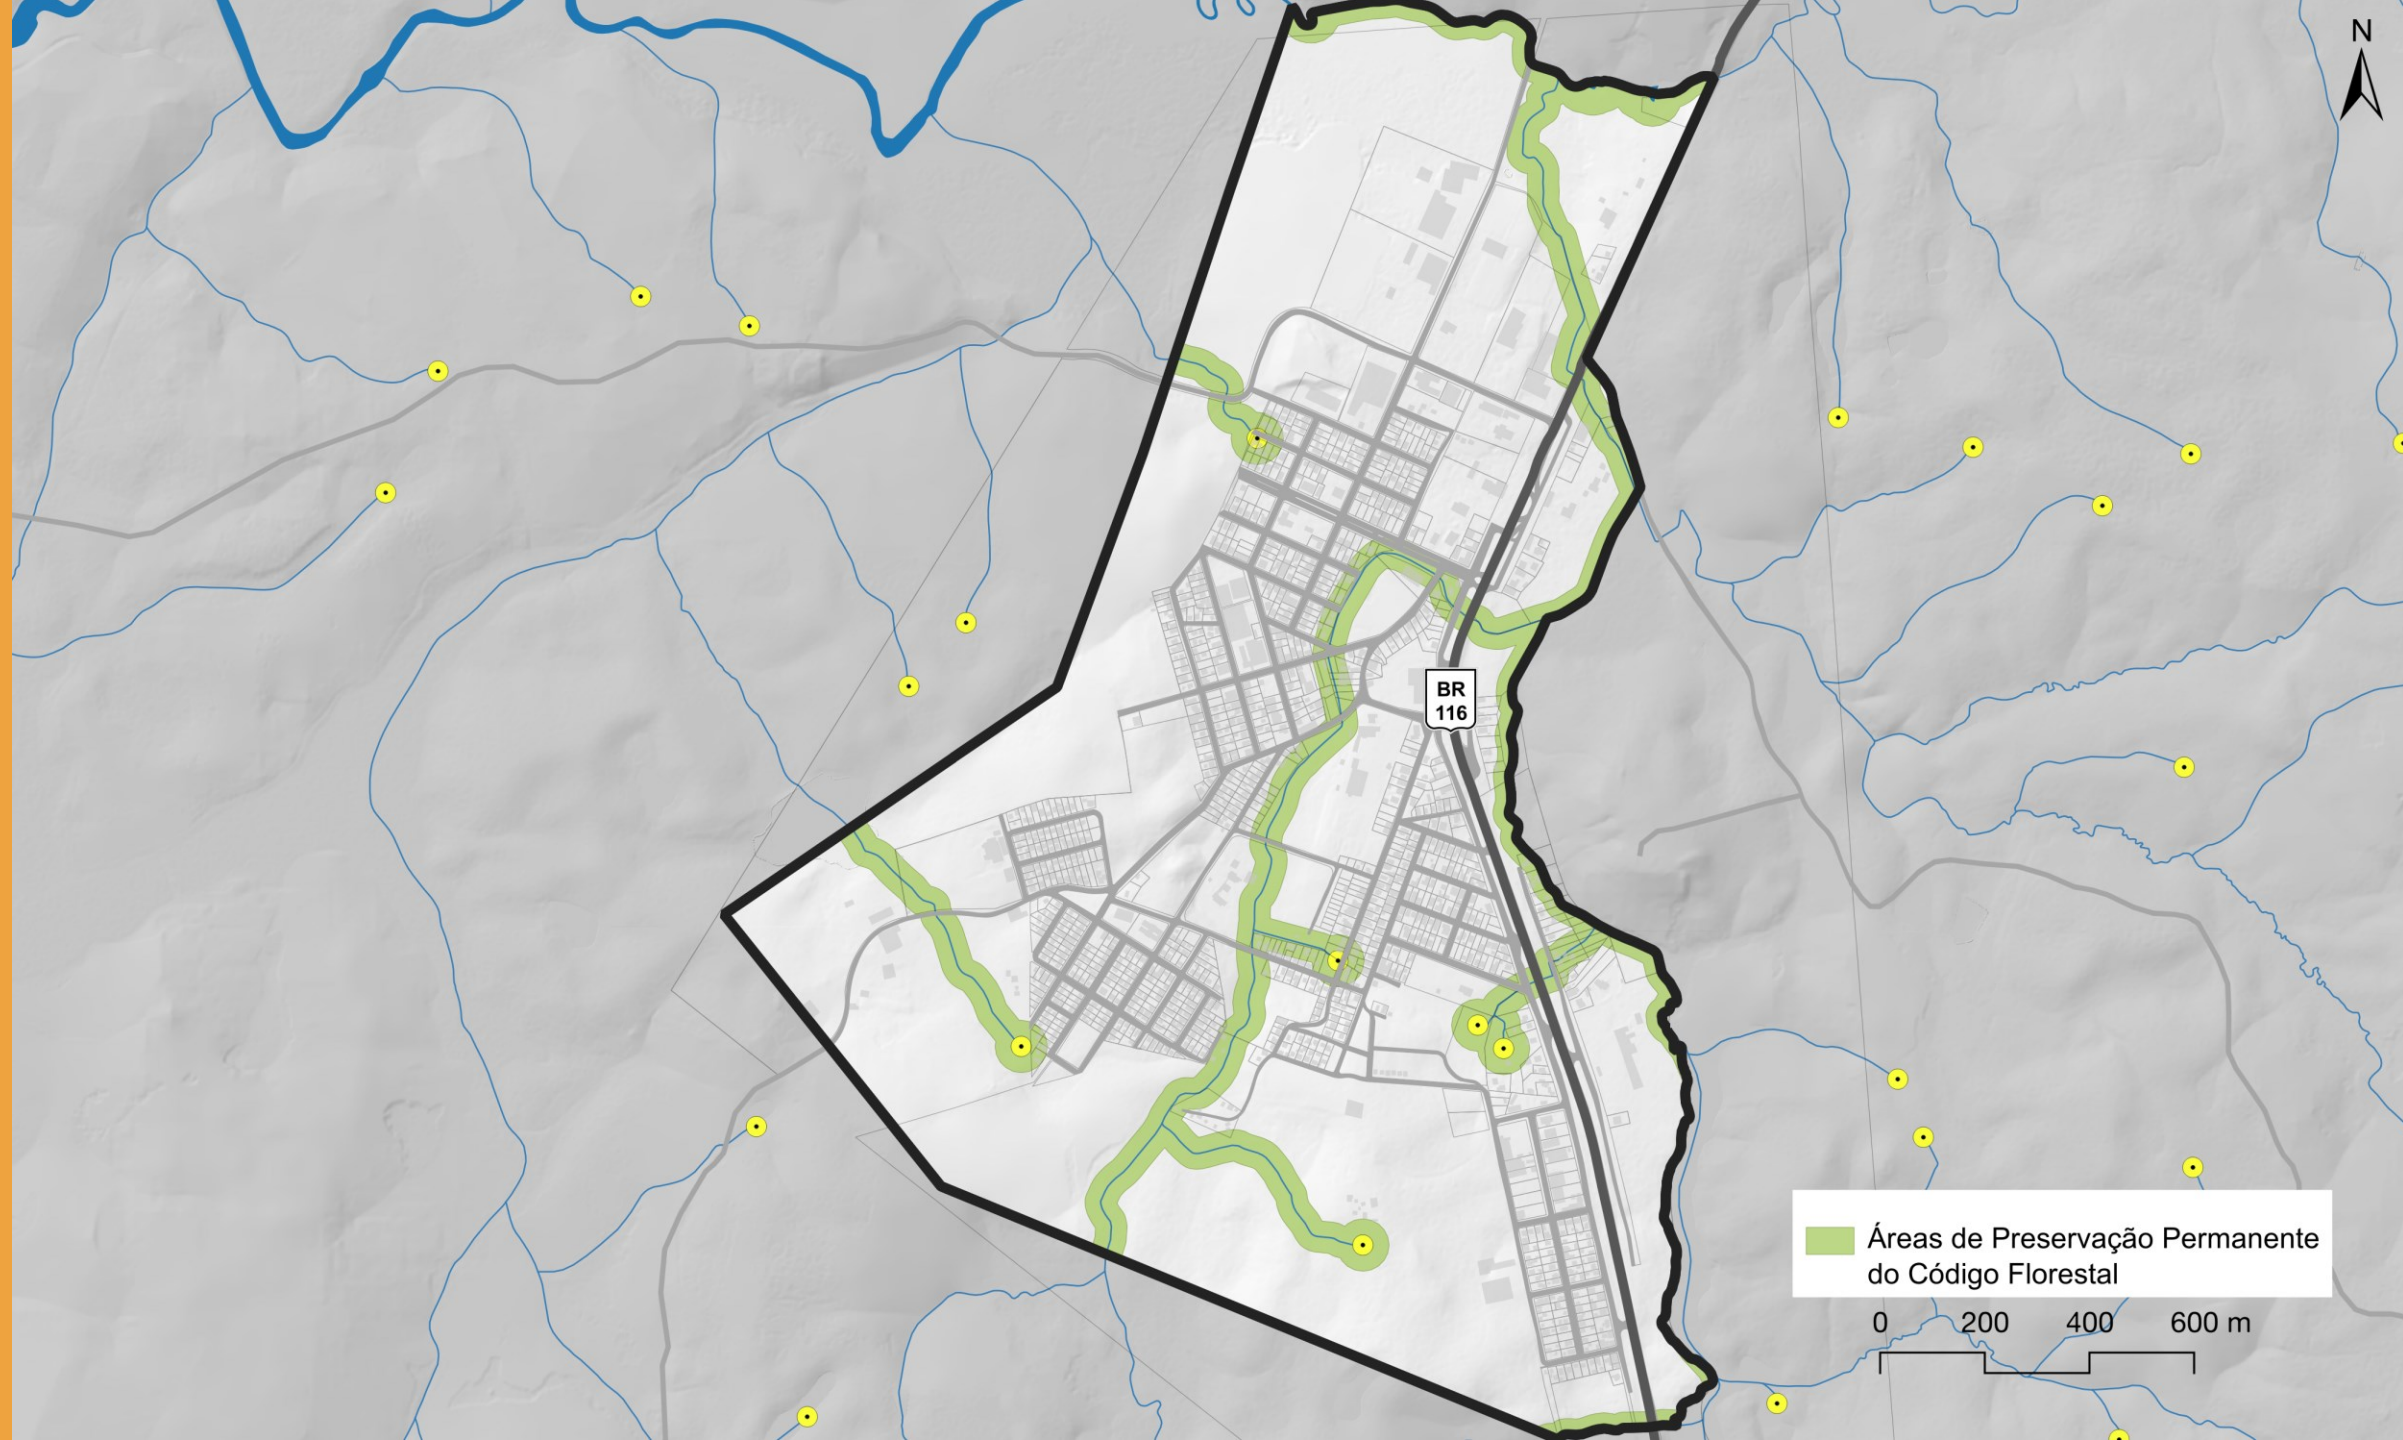 N
BR
116
Áreas de Preservação Permanente
do Código Florestal
0 200 400 600 m